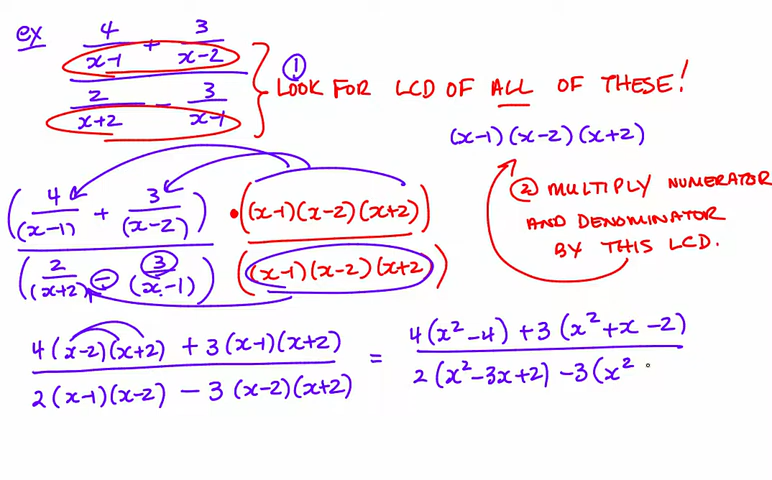 ex 4/(x-1) + 3/(x-2)
2/(x+2) - 3/(x-1)
① LOOK FOR LCD OF ALL OF THESE!
(x-1)(x-2)(x+2)
② MULTIPLY NUMERATOR
AND DENOMINATOR
BY THIS LCD.
(4/(x-1) + 3/(x-2)) • ((x-1)(x-2)(x+2))
(2/(x+2) - 3/(x-1)) ((x-1)(x-2)(x+2))
4(x-2)(x+2) + 3(x-1)(x+2) = 4(x²-4) + 3(x²+x-2)
2(x-1)(x-2) - 3(x-2)(x+2) 2(x²-3x+2) -3(x²